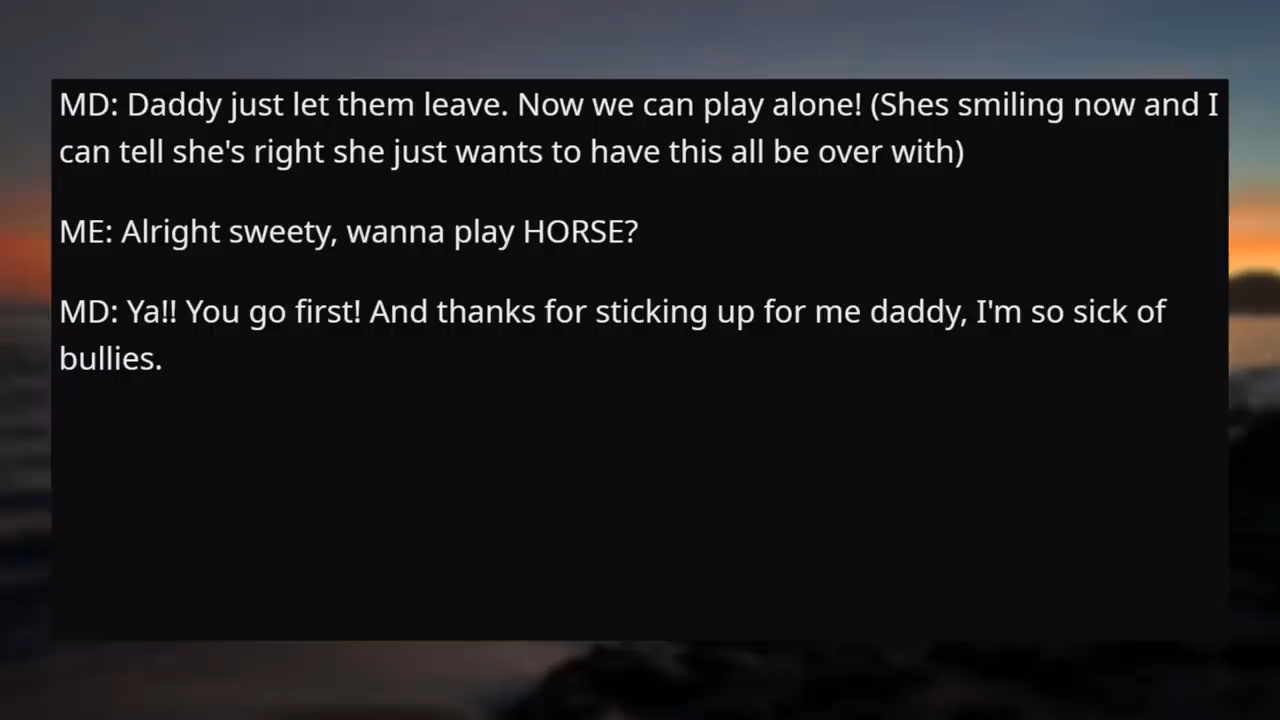 MD: Daddy just let them leave. Now we can play alone! (Shes smiling now and I
can tell she's right she just wants to have this all be over with)
ME: Alright sweety, wanna play HORSE?
MD: Ya!! You go first! And thanks for sticking up for me daddy, I'm so sick of
bullies.